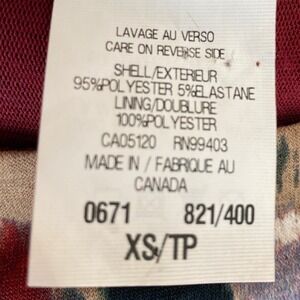 LAVAGE AU VERSO
CARE ON REVERSE SIDE
SHELL/EXTERIEUR
95%POLYESTER 5%ELASTANE
LINING/DOUBLURE
100%POLYESTER
CA05120 RN99403
MADE IN / FABRIQUE AU
CANADA
0671 821/400
XS/TP